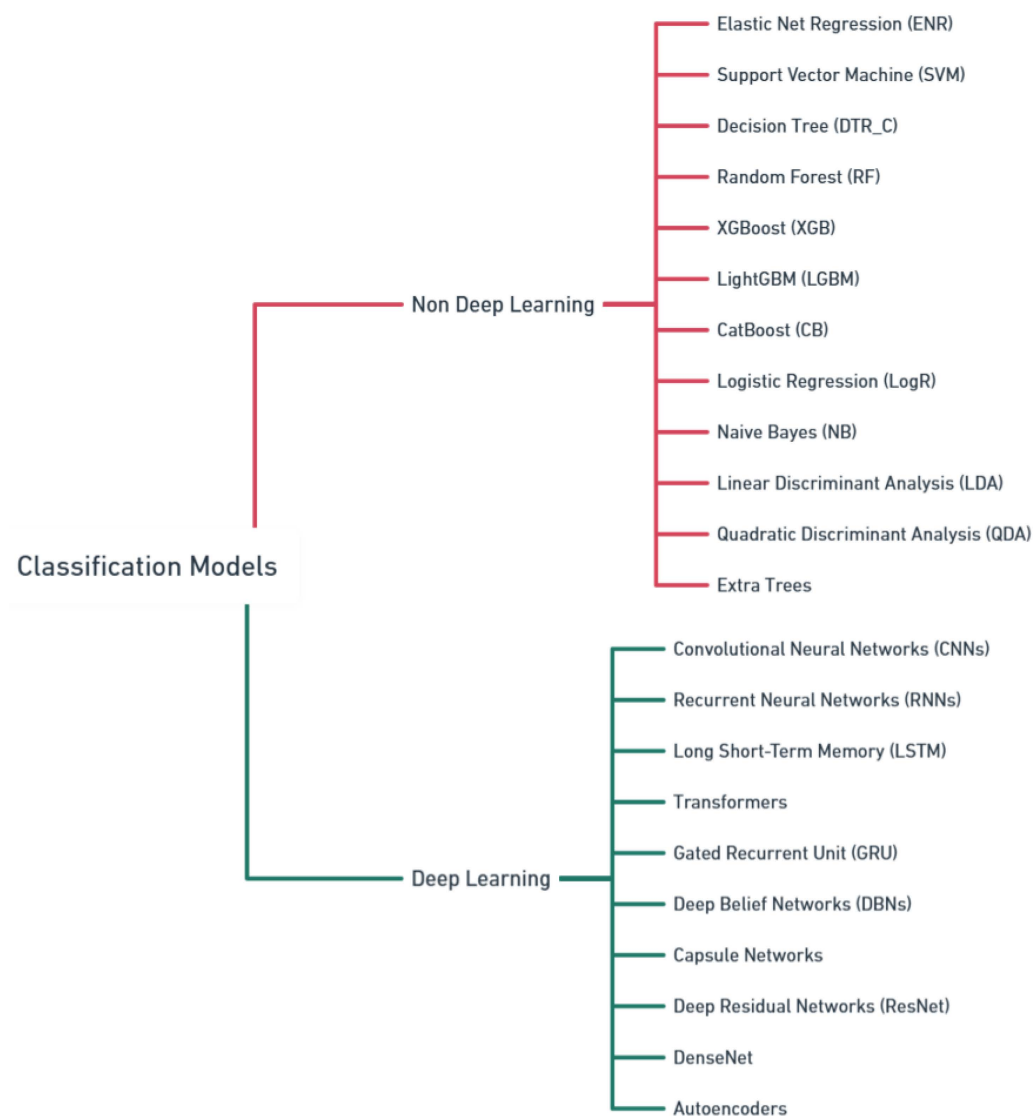 Classification Models
Non Deep Learning
Elastic Net Regression (ENR)
Support Vector Machine (SVM)
Decision Tree (DTR_C)
Random Forest (RF)
XGBoost (XGB)
LightGBM (LGBM)
CatBoost (CB)
Logistic Regression (LogR)
Naive Bayes (NB)
Linear Discriminant Analysis (LDA)
Quadratic Discriminant Analysis (QDA)
Extra Trees
Deep Learning
Convolutional Neural Networks (CNNs)
Recurrent Neural Networks (RNNs)
Long Short-Term Memory (LSTM)
Transformers
Gated Recurrent Unit (GRU)
Deep Belief Networks (DBNs)
Capsule Networks
Deep Residual Networks (ResNet)
DenseNet
Autoencoders